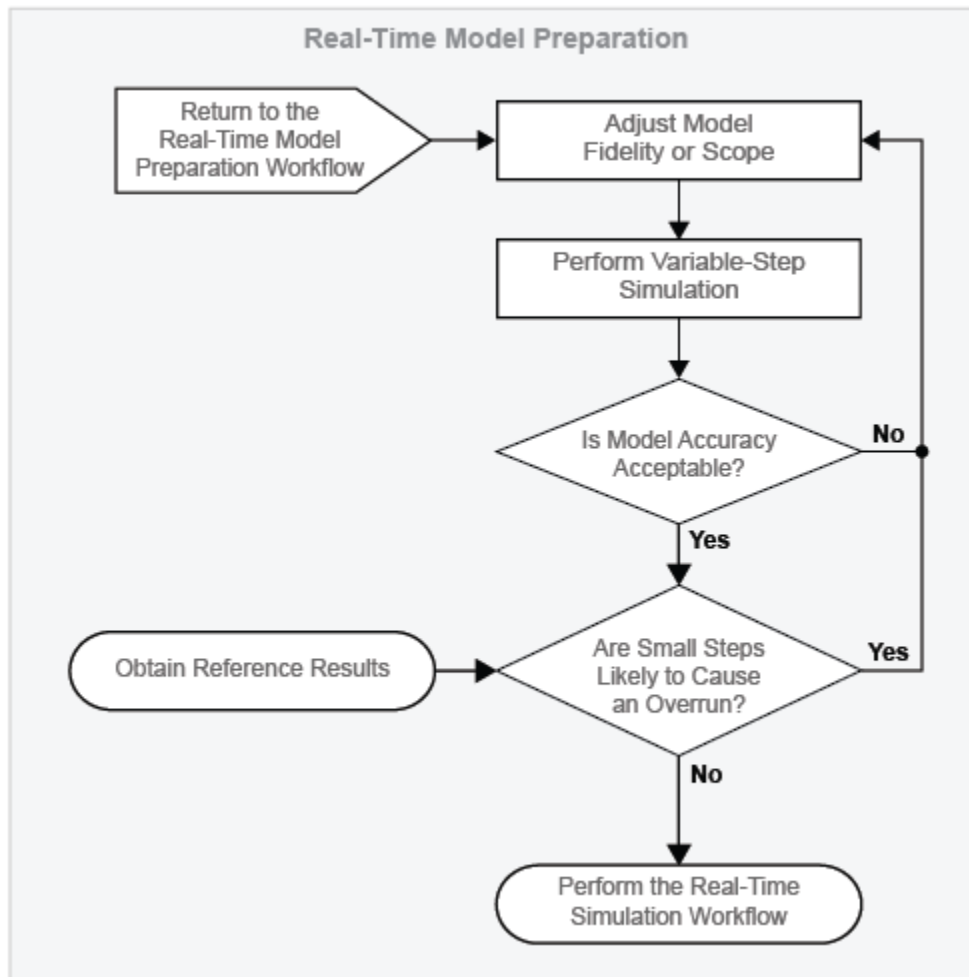 Real-Time Model Preparation
Return to the
Real-Time Model
Preparation Workflow
Adjust Model
Fidelity or Scope
Perform Variable-Step
Simulation
Is Model Accuracy
Acceptable?
No
Yes
Obtain Reference Results
Are Small Steps
Likely to Cause
an Overrun?
Yes
No
Perform the Real-Time
Simulation Workflow